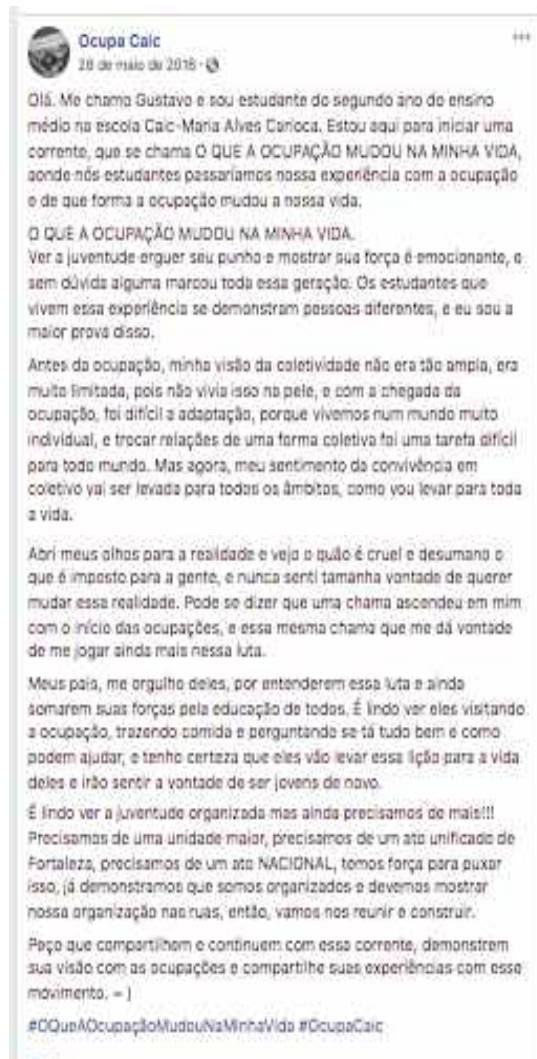 Ocupa Caic
28 de maio de 2016 ·
Olá. Me chamo Gustavo e sou estudante do segundo ano do ensino
médio na escola Caic-Maria Alves Carioca. Estou aqui para iniciar uma
corrente, que se chama O QUE A OCUPAÇÃO MUDOU NA MINHA VIDA,
aonde nós estudantes passaríamos nossa experiência com a ocupação
e de que forma a ocupação mudou a nossa vida.
O QUE A OCUPAÇÃO MUDOU NA MINHA VIDA.
Ver a juventude erguer seu punho e mostrar sua força é emocionante, e
sem dúvida alguma marcou toda essa geração. Os estudantes que
vivem essa experiência se demonstram pessoas diferentes, e eu sou a
maior prova disso.
Antes da ocupação, minha visão da coletividade não era tão ampla, era
muito limitada, pois não vivia isso na pele, e com a chegada da
ocupação, foi difícil a adaptação, porque vivemos num mundo muito
individual, e trocar relações de uma forma coletiva foi uma tarefa difícil
para todo mundo. Mas agora, meu sentimento da convivência em
coletivo vai ser levada para todos os âmbitos, como vou levar para toda
a vida.
Abri meus olhos para a realidade e vejo o quão é cruel e desumano o
que é imposto para a gente, e nunca senti tamanha vontade de querer
mudar essa realidade. Pode se dizer que uma chama ascendeu em mim
com o início das ocupações, e essa mesma chama que me dá vontade
de me jogar ainda mais nessa luta.
Meus pais, me orgulho deles, por entenderem essa luta e ainda
somarem suas forças pela educação de todos. É lindo ver eles visitando
a ocupação, trazendo comida e perguntando se tá tudo bem e como
podem ajudar, e tenho certeza que eles vão levar essa lição para a vida
deles e irão sentir a vontade de ser jovens de novo.
É lindo ver a juventude organizada mas ainda precisamos de mais!!!
Precisamos de uma unidade maior, precisamos de um ato unificado de
Fortaleza, precisamos de um ato NACIONAL, temos força para puxar
isso, já demonstramos que somos organizados e devemos mostrar
nossa organização nas ruas, então, vamos nos reunir e construir.
Peço que compartilhem e continuem com essa corrente, demonstrem
sua visão com as ocupações e compartilhe suas experiências com esse
movimento. = )
#OQueAOcupaçãoMudouNaMinhaVida #OcupaCaic